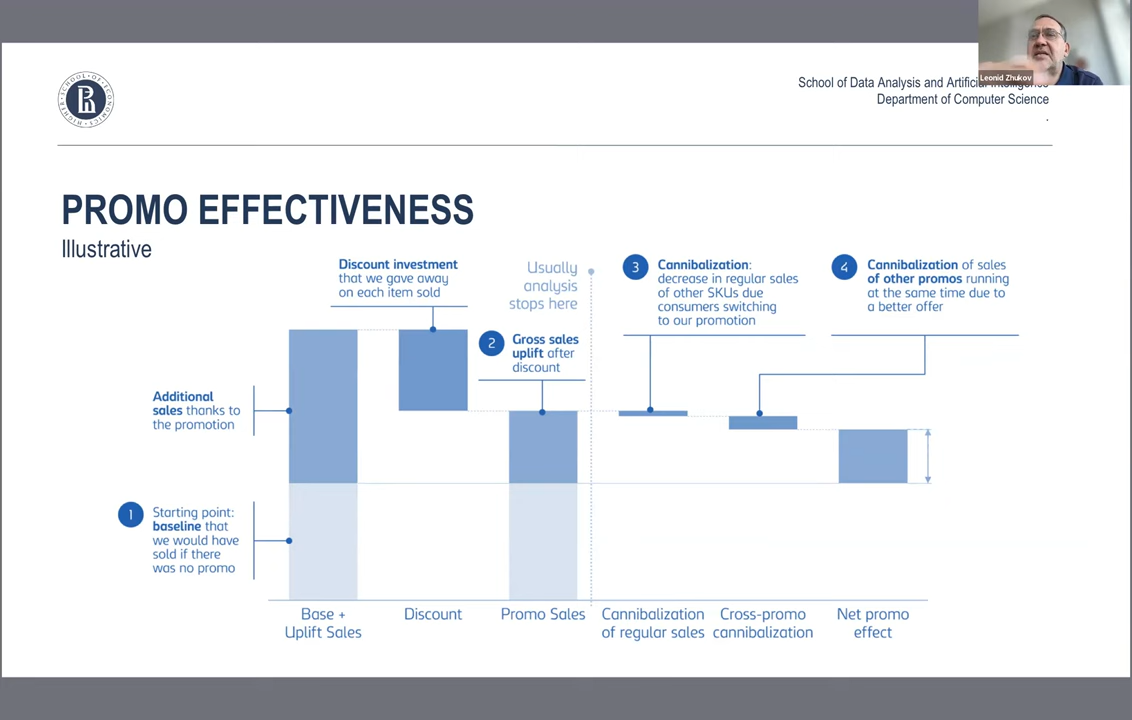 Leonid Zhukov
School of Data Analysis and Artificial Intelligence
Department of Computer Science
.
HIGHER SCHOOL OF ECONOMICS
PROMO EFFECTIVENESS
Illustrative
Discount investment
that we gave away
on each item sold
Usually
analysis
stops here
3
Cannibalization:
decrease in regular sales
of other SKUs due
consumers switching
to our promotion
4
Cannibalization of sales
of other promos running
at the same time due to
a better offer
2
Gross sales
uplift after
discount
Additional
sales thanks to
the promotion
1
Starting point:
baseline that
we would have
sold if there
was no promo
Base +
Uplift Sales
Discount
Promo Sales
Cannibalization
of regular sales
Cross-promo
cannibalization
Net promo
effect